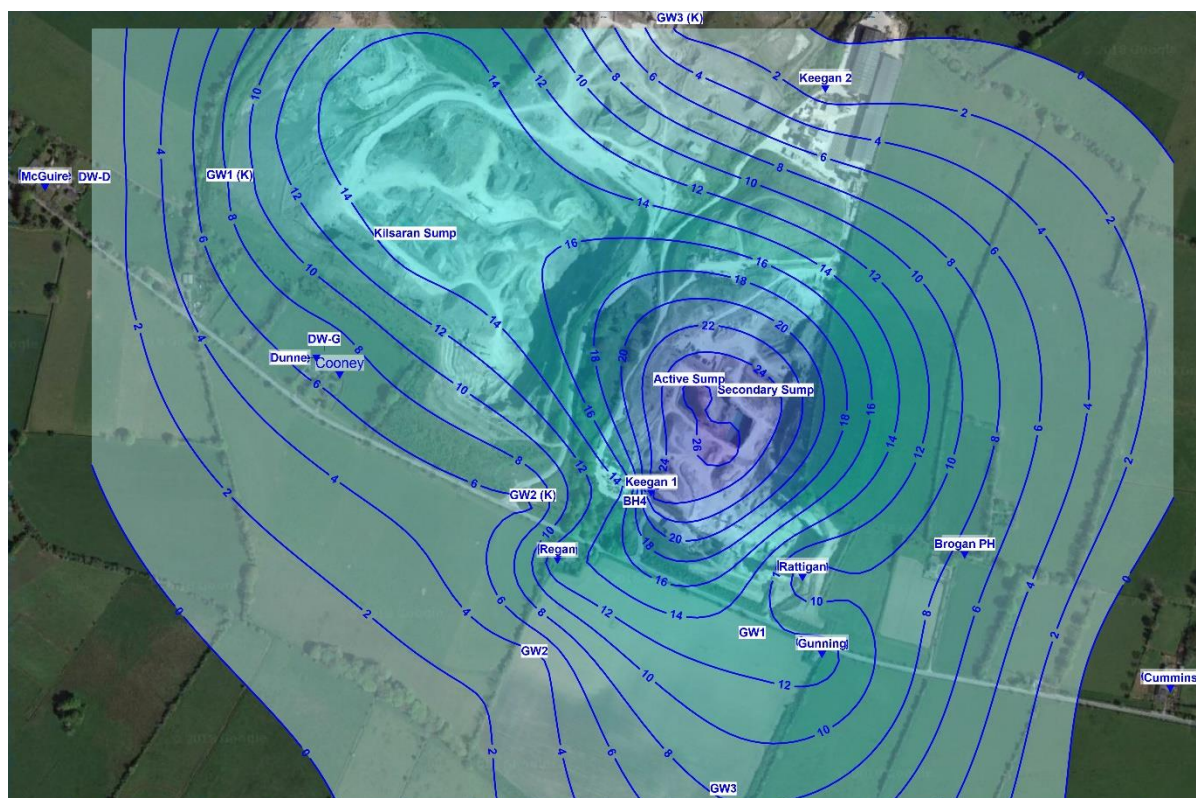 GW3 (K)
Keegan 2
McGuire
DW-D
GW1 (K)
Kilsaran Sump
DW-G
Dunne
Cooney
Active Sump
Secondary Sump
Keegan 1
BH4
GW2 (K)
Regan
Brogan PH
Rattigan
GW1
Gunning
GW2
Cummins
GW3
0
2
4
6
8
10
12
14
16
18
20
22
24
26